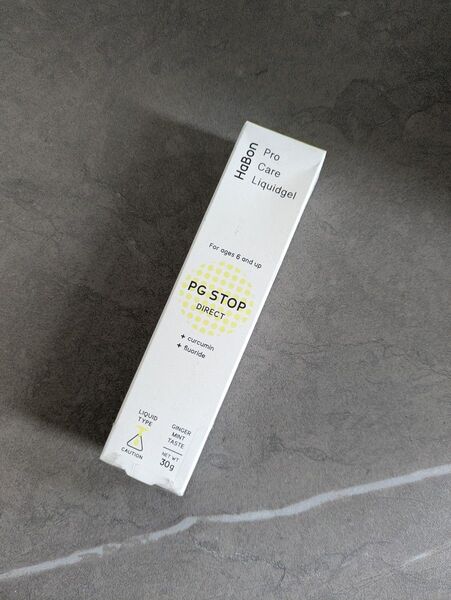 HaBon
Pro
Care
Liquidgel
For ages 6 and up
PG STOP
DIRECT
+ curcumin
+ fluoride
LIQUID
TYPE
CAUTION
GINGER
MINT
TASTE
NET WT
30g